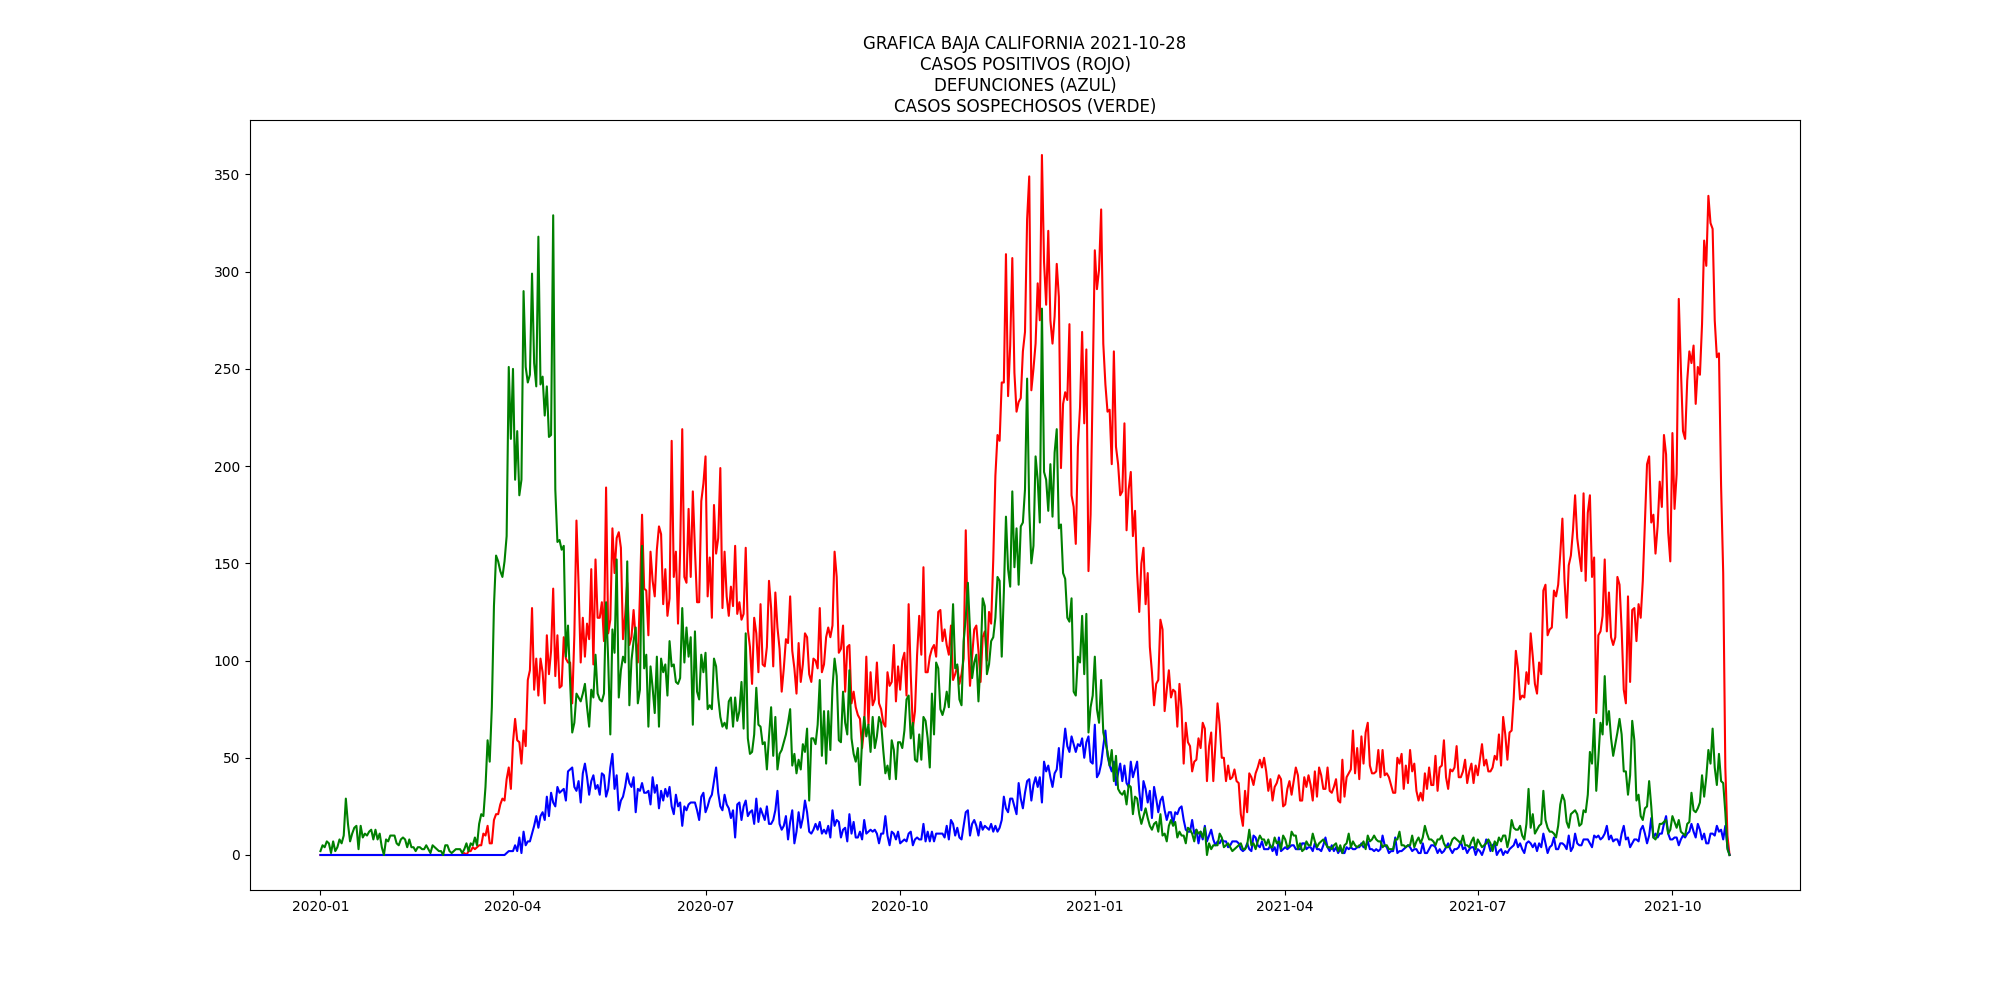 GRAFICA BAJA CALIFORNIA 2021-10-28
CASOS POSITIVOS (ROJO)
DEFUNCIONES (AZUL)
CASOS SOSPECHOSOS (VERDE)
350
300
250
200
150
100
50
0
2020-01 2020-04 2020-07 2020-10 2021-01 2021-04 2021-07 2021-10